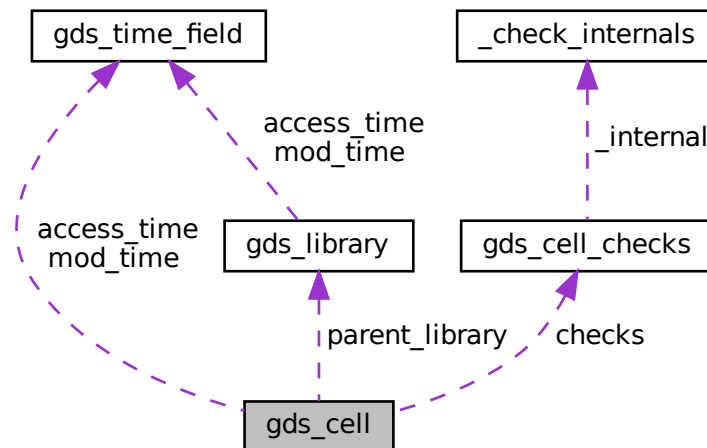 gds_time_field
_check_internals
access_time
mod_time
_internal
access_time
mod_time
gds_library
gds_cell_checks
parent_library
checks
gds_cell